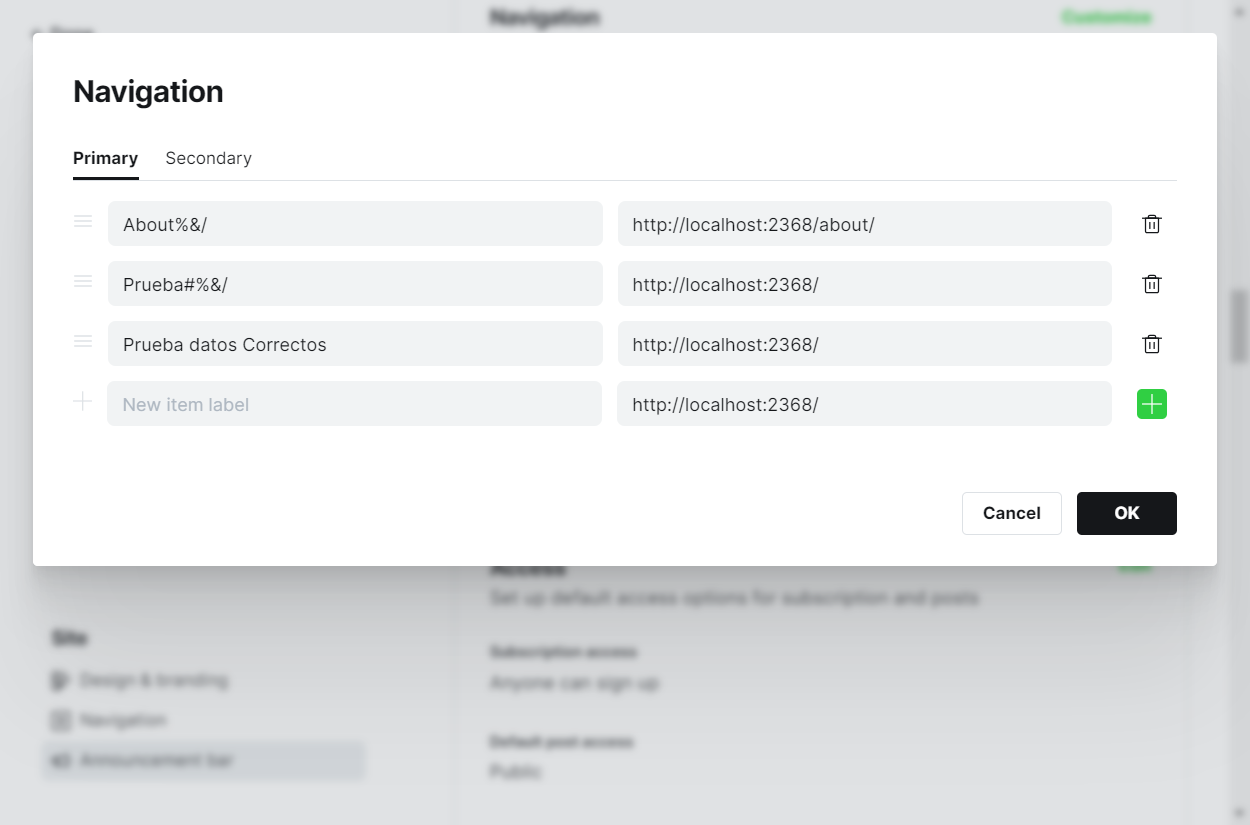 Navigation
Customize
Navigation
Primary
Secondary
About%&/
http://localhost:2368/about/
Prueba#%&/
http://localhost:2368/
Prueba datos Correctos
http://localhost:2368/
New item label
http://localhost:2368/
Cancel
OK
Access
Set up default access options for subscription and posts
Site
Subscription access
Design & branding
Anyone can sign up
Navigation
Default post access
Announcement bar
Public